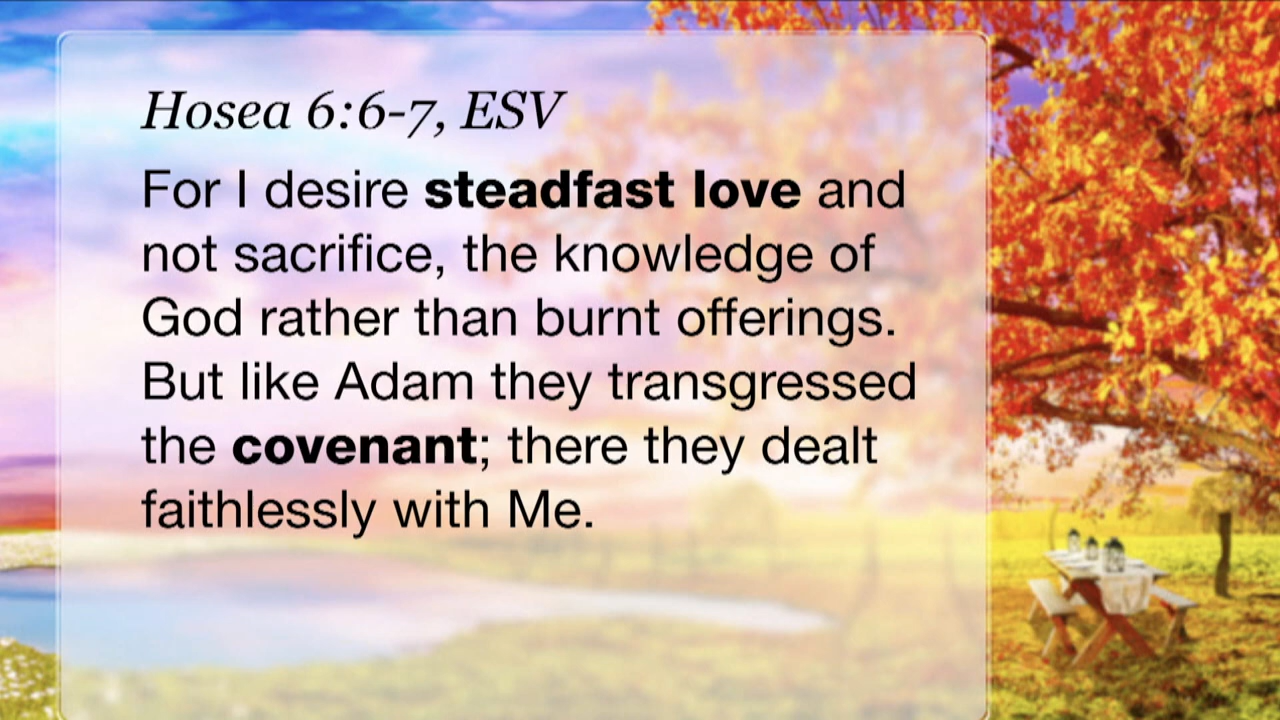 Hosea 6:6-7, ESV
For I desire steadfast love and
not sacrifice, the knowledge of
God rather than burnt offerings.
But like Adam they transgressed
the covenant; there they dealt
faithlessly with Me.